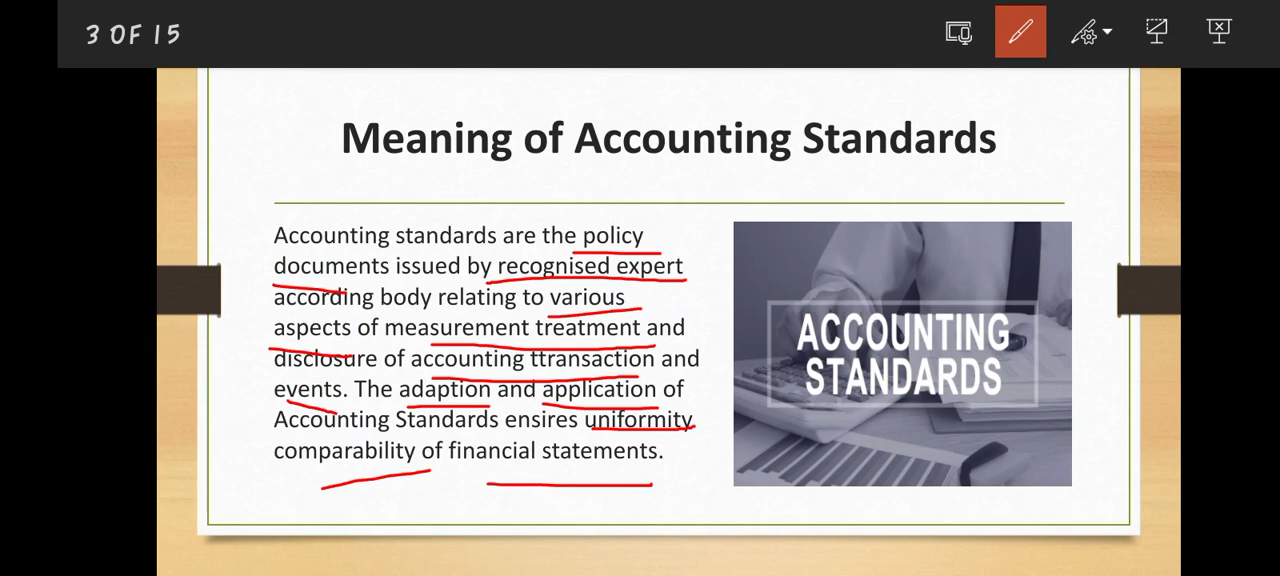 3 OF 15
Meaning of Accounting Standards
Accounting standards are the policy
documents issued by recognised expert
according body relating to various
aspects of measurement treatment and
disclosure of accounting ttransaction and
events. The adaption and application of
Accounting Standards ensires uniformity
comparability of financial statements.
ACCOUNTING
STANDARDS